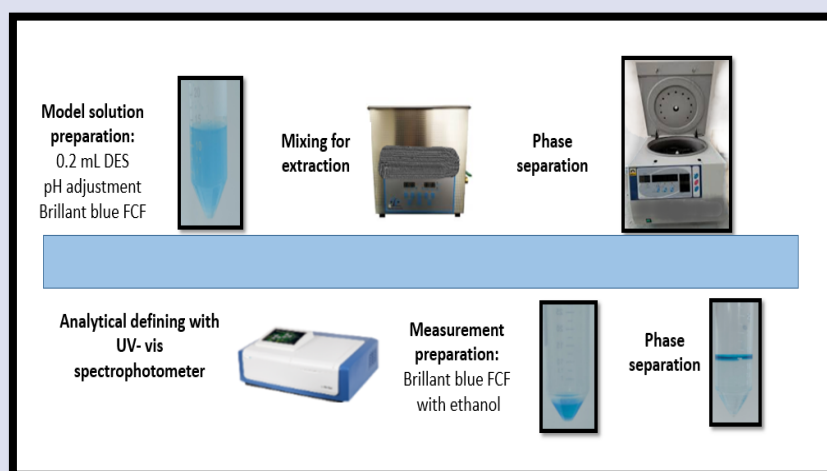 Model solution
preparation:
0.2 mL DES
pH adjustment
Brillant blue FCF
Mixing for
extraction
Phase
separation
Analytical defining with
UV- vis
spectrophotometer
Measurement
preparation:
Brillant blue FCF
with ethanol
Phase
separation